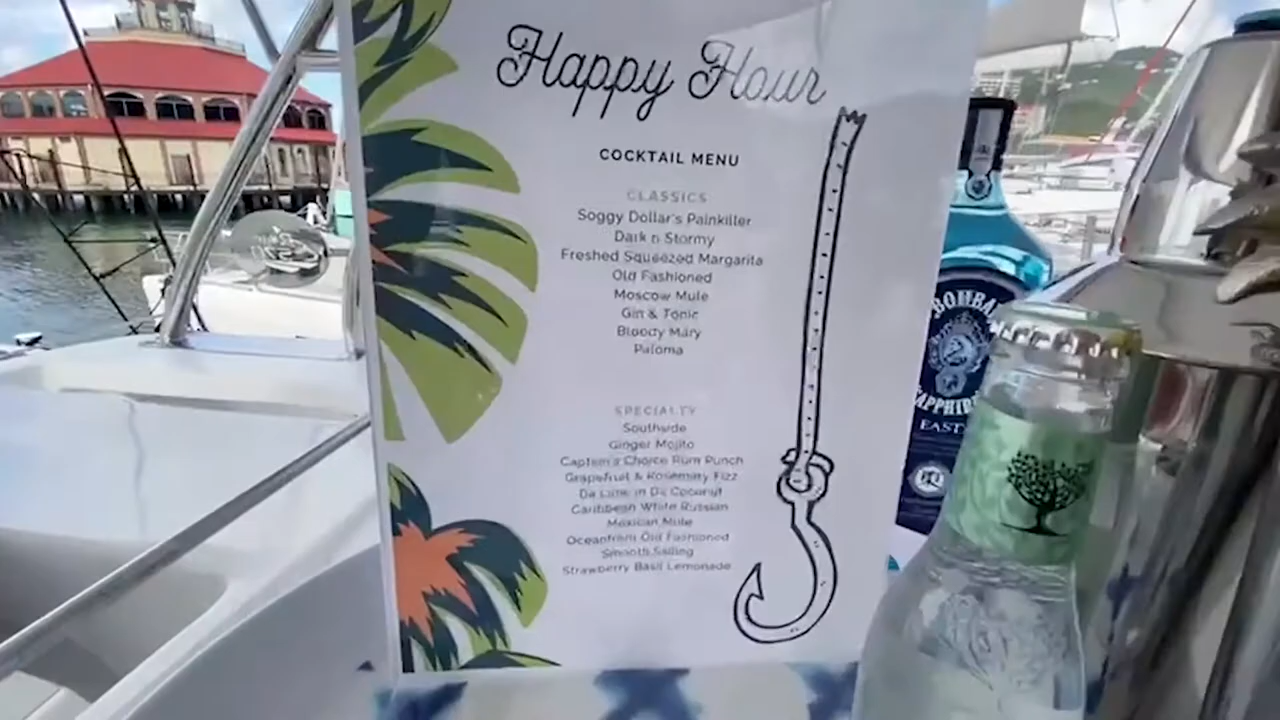 Happy Hour
COCKTAIL MENU
CLASSICS
Soggy Dollar's Painkiller
Dark n Stormy
Freshed Squeezed Margarita
Old Fashioned
Moscow Mule
Gin & Tonic
Bloody Mary
Paloma
SPECIALTY
Southside
Ginger Mojito
Captain's Choice Rum Punch
Grapefruit & Rosemary Fizz
Da Lime in Da Coconut
Caribbean White Russian
Mexican Mule
Oceanfront Old Fashioned
Smooth Sailing
Strawberry Basil Lemonade
BOMBAY
SAPPHIRE
EAST